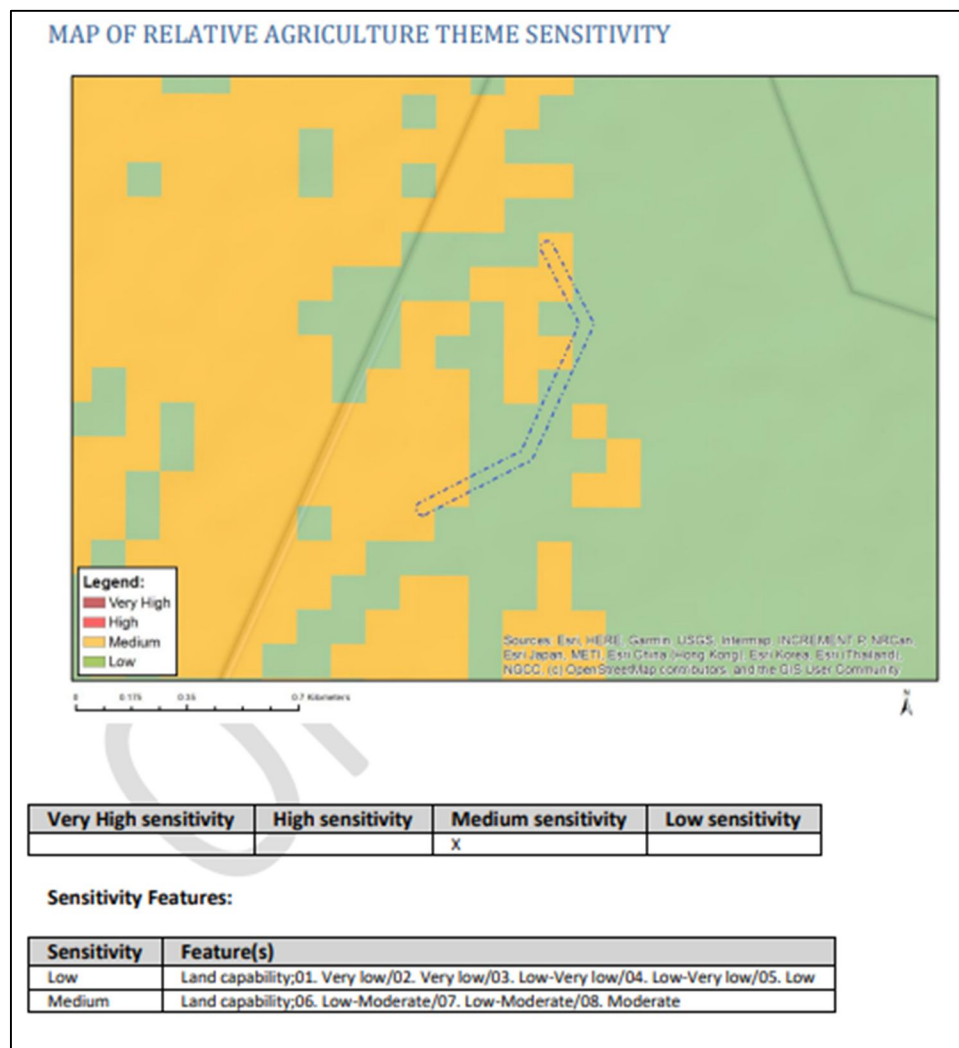 MAP OF RELATIVE AGRICULTURE THEME SENSITIVITY
Legend:
Very High
High
Medium
Low
Sources: Esri, HERE, Garmin, USGS, Intermap, INCREMENT P, NRCan,
Esri Japan, METI, Esri China (Hong Kong), Esri Korea, Esri (Thailand),
NGCC, (c) OpenStreetMap contributors, and the GIS User Community
0 0.175 0.35 0.7 Kilometers
N
Very High sensitivity High sensitivity Medium sensitivity Low sensitivity
X
Sensitivity Features:
Sensitivity Feature(s)
Low Land capability;01. Very low/02. Very low/03. Low-Very low/04. Low-Very low/05. Low
Medium Land capability;06. Low-Moderate/07. Low-Moderate/08. Moderate